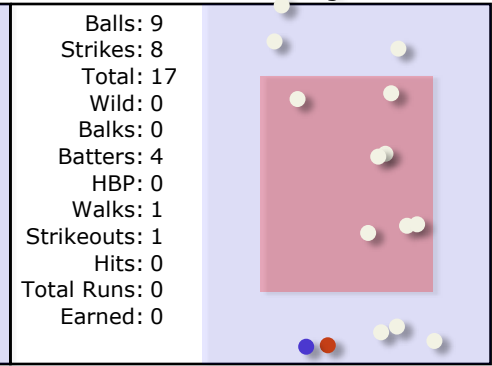 Balls: 9
Strikes: 8
Total: 17
Wild: 0
Balks: 0
Batters: 4
HBP: 0
Walks: 1
Strikeouts: 1
Hits: 0
Total Runs: 0
Earned: 0